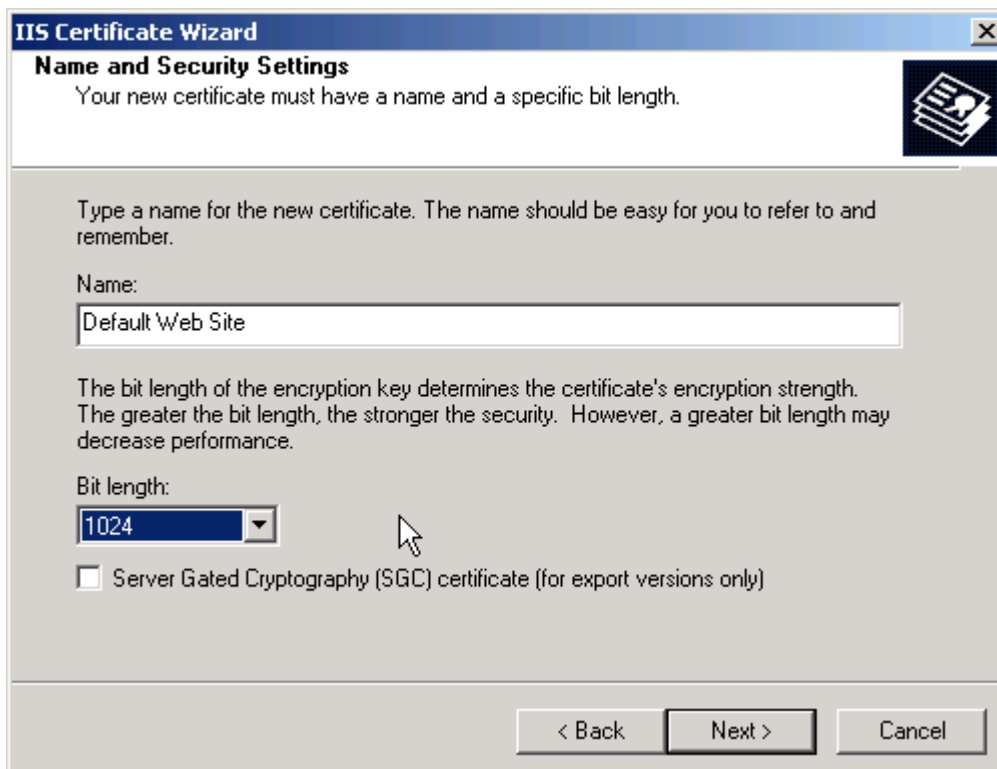 IIS Certificate Wizard
Name and Security Settings
Your new certificate must have a name and a specific bit length.
Type a name for the new certificate. The name should be easy for you to refer to and
remember.
Name:
Default Web Site
The bit length of the encryption key determines the certificate's encryption strength.
The greater the bit length, the stronger the security.  However, a greater bit length may
decrease performance.
Bit length:
1024
Server Gated Cryptography (SGC) certificate (for export versions only)
< Back
Next >
Cancel